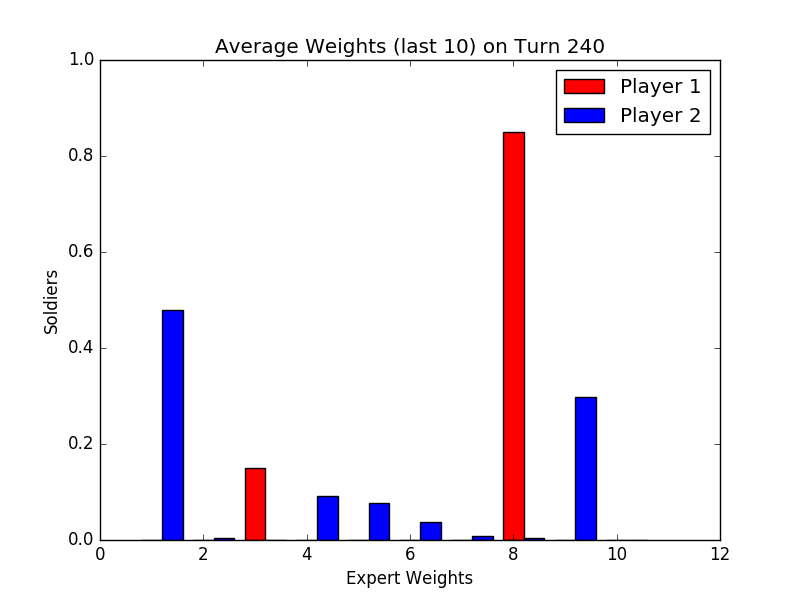 Average Weights (last 10) on Turn 240
1.0
0.8
0.6
0.4
0.2
0.0
Soldiers
Player 1
Player 2
0 2 4 6 8 10 12
Expert Weights